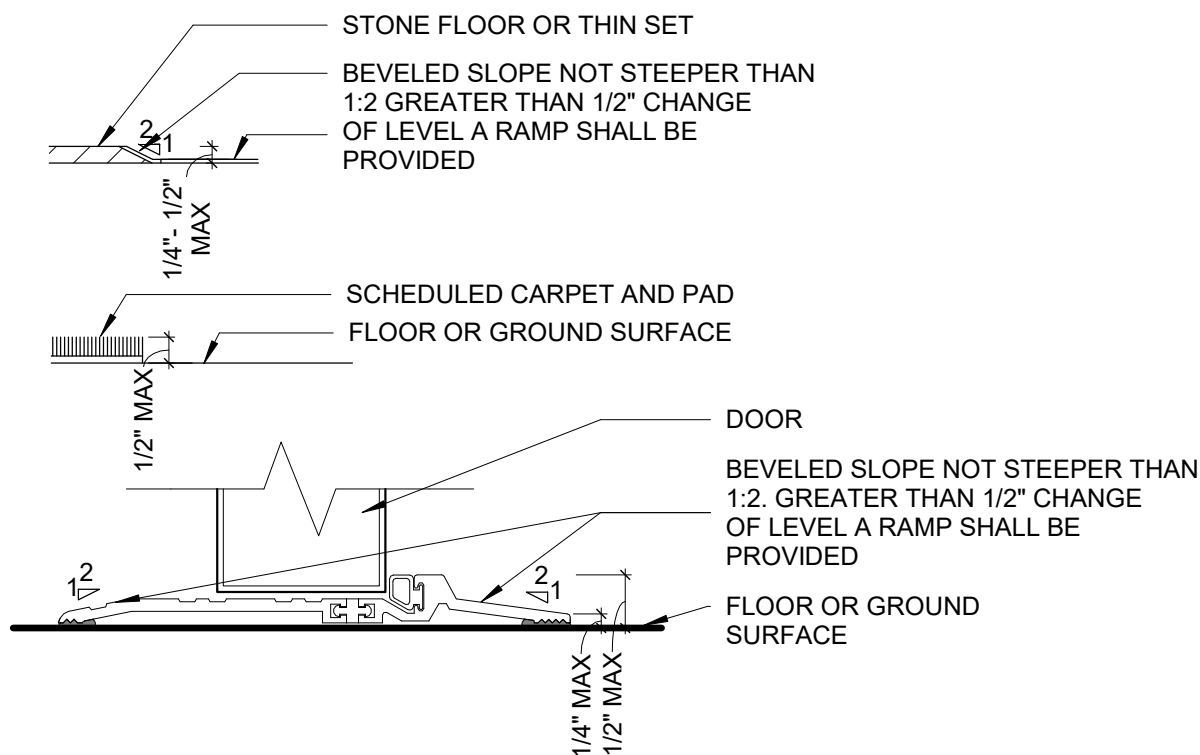 STONE FLOOR OR THIN SET
BEVELED SLOPE NOT STEEPER THAN
1:2 GREATER THAN 1/2" CHANGE
OF LEVEL A RAMP SHALL BE
PROVIDED
2
1
1/4"- 1/2"
MAX
SCHEDULED CARPET AND PAD
FLOOR OR GROUND SURFACE
1/2" MAX
DOOR
BEVELED SLOPE NOT STEEPER THAN
1:2. GREATER THAN 1/2" CHANGE
OF LEVEL A RAMP SHALL BE
PROVIDED
1
2
2
1
FLOOR OR GROUND
SURFACE
1/4" MAX
1/2" MAX